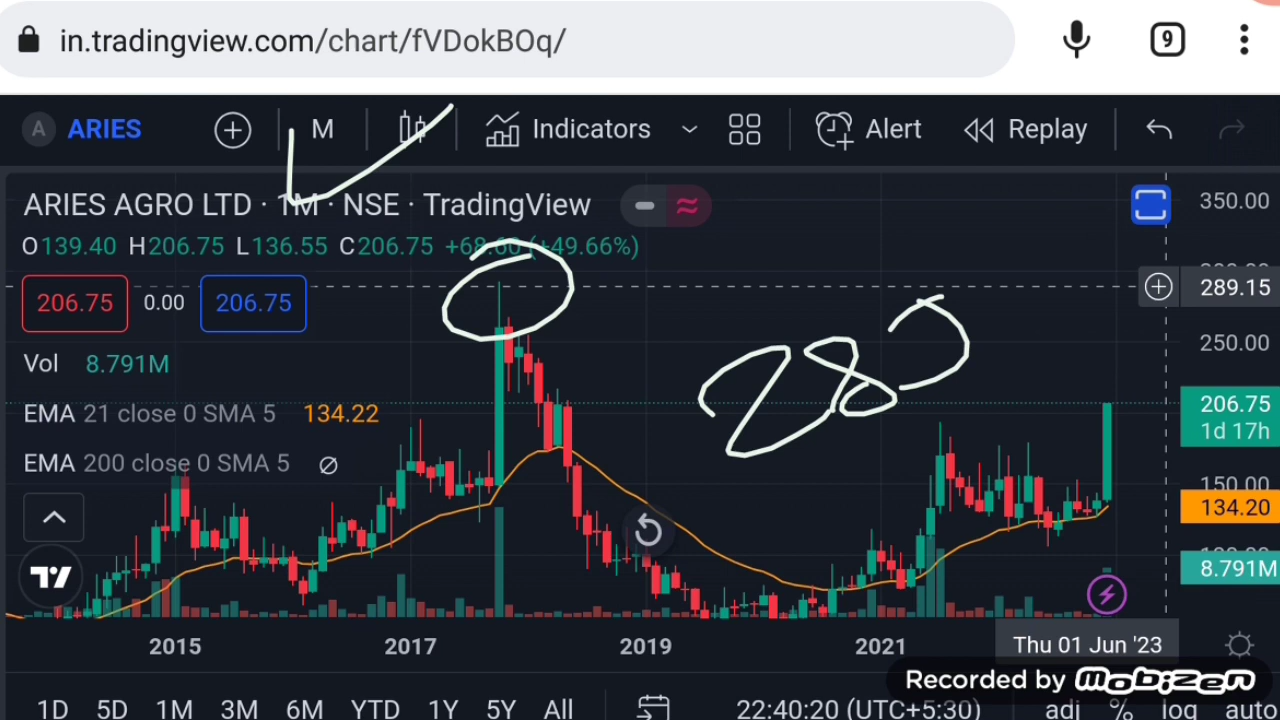 in.tradingview.com/chart/fVDokBOq/ 9
A ARIES M Indicators Alert Replay
ARIES AGRO LTD · 1M · NSE · TradingView
O139.40 H206.75 L136.55 C206.75 +68.60 (+49.66%)
206.75 0.00 206.75
Vol 8.791M
EMA 21 close 0 SMA 5 134.22
EMA 200 close 0 SMA 5 Ø
350.00
289.15
250.00
206.75
1d 17h
150.00
134.20
8.791M
28
2015 2017 2019 2021 Thu 01 Jun '23
Recorded by mobizen
1D 5D 1M 3M 6M YTD 1Y 5Y All 22:40:20 (UTC+5:30) adj % log auto